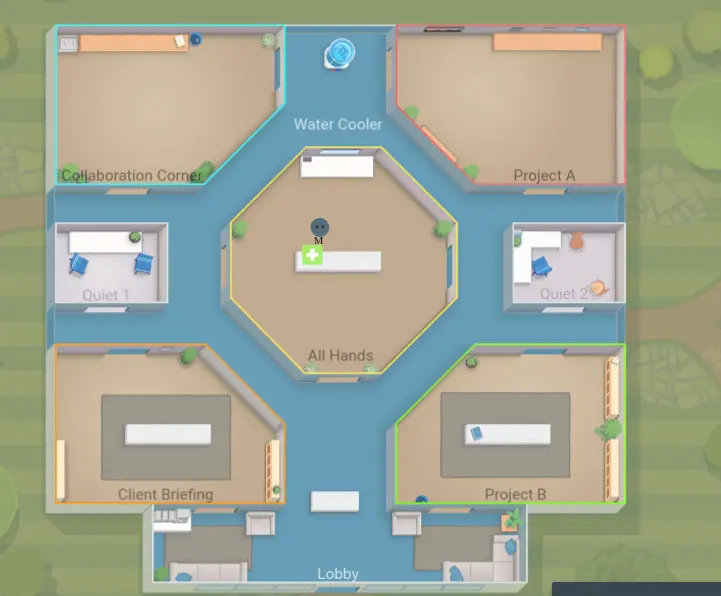 Water Cooler
Collaboration Corner
Project A
M
Quiet 1
Quiet 2
All Hands
Client Briefing
Project B
Lobby